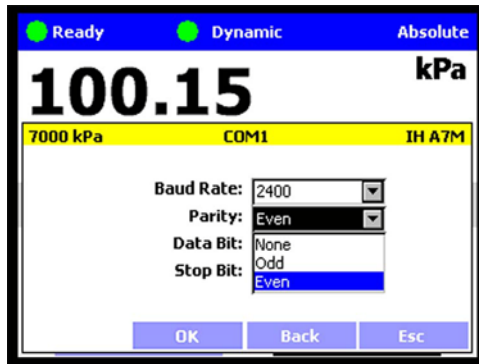 Ready Dynamic Absolute
100.15 kPa
7000 kPa COM1 IH A7M
Baud Rate: 2400
Parity: Even
Data Bit: None
Odd
Stop Bit: Even
OK Back Esc